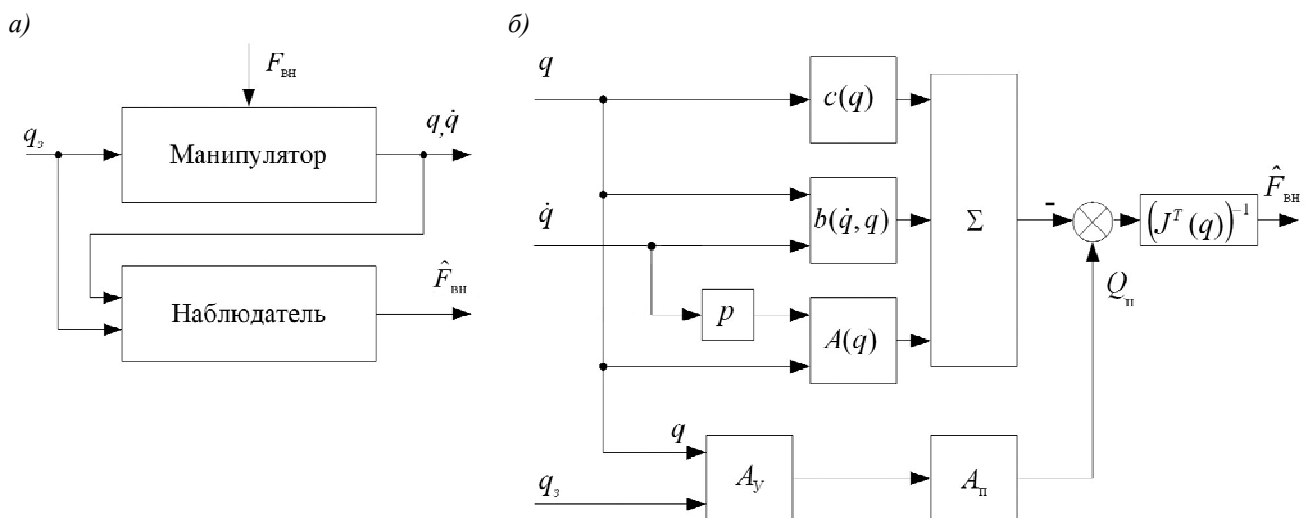 а)
F_вн
q_з
Манипулятор
q, q̇
Наблюдатель
F̂_вн
б)
q
c(q)
q̇
b(q̇, q)
Σ
-
(J^T (q))^−1
F̂_вн
p
A(q)
Q_п
q
q_з
A_У
A_п